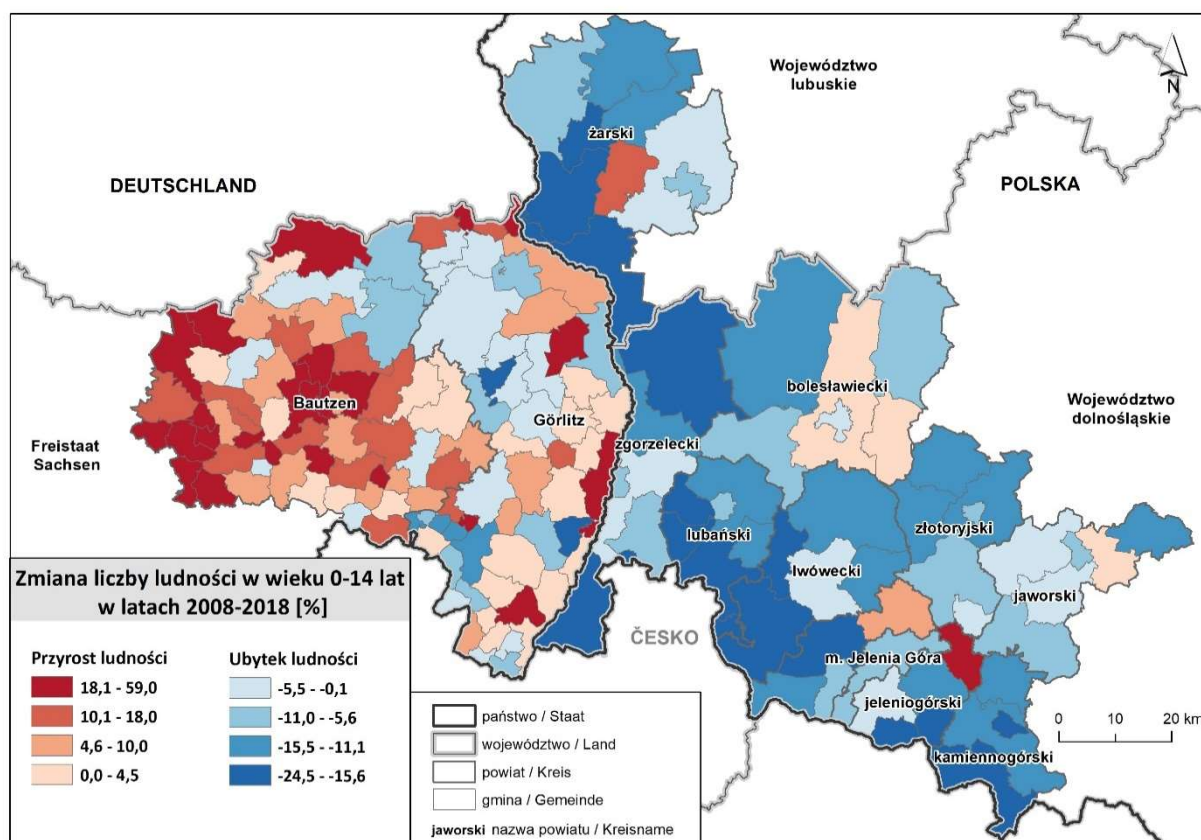 Województwo
lubuskie
N
żarski
DEUTSCHLAND
POLSKA
bolesławiecki
Bautzen
Województwo
dolnośląskie
Görlitz
Freistaat
Sachsen
zgorzelecki
lubański
złotoryjski
lwówecki
jaworski
ČESKO
m. Jelenia Góra
jeleniogórski
kamiennogórski
0 10 20 km
Zmiana liczby ludności w wieku 0-14 lat
w latach 2008-2018 [%]
Przyrost ludności
18,1 - 59,0
10,1 - 18,0
4,6 - 10,0
0,0 - 4,5
Ubytek ludności
-5,5 - -0,1
-11,0 - -5,6
-15,5 - -11,1
-24,5 - -15,6
państwo / Staat
województwo / Land
powiat / Kreis
gmina / Gemeinde
jaworski nazwa powiatu / Kreisname